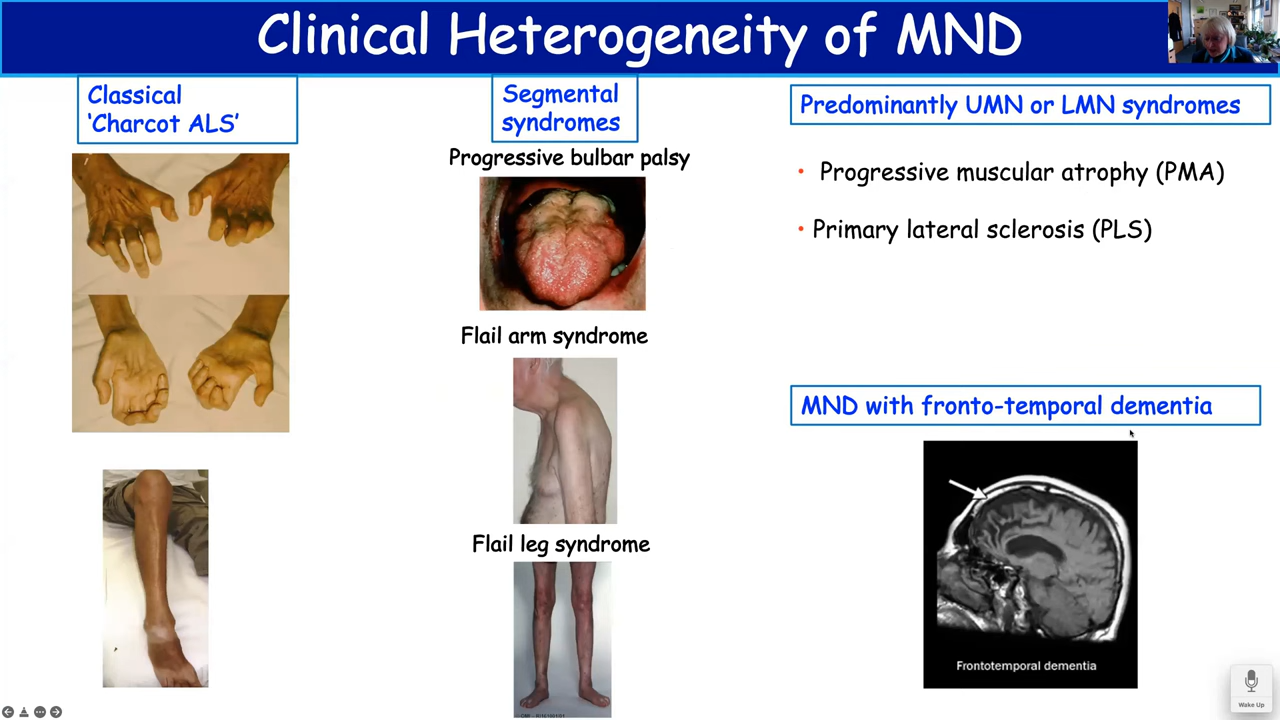 Clinical Heterogeneity of MND
Classical
‘Charcot ALS’
Segmental
syndromes
Progressive bulbar palsy
Flail arm syndrome
Flail leg syndrome
Predominantly UMN or LMN syndromes
• Progressive muscular atrophy (PMA)
• Primary lateral sclerosis (PLS)
MND with fronto-temporal dementia
Frontotemporal dementia
Wake Up